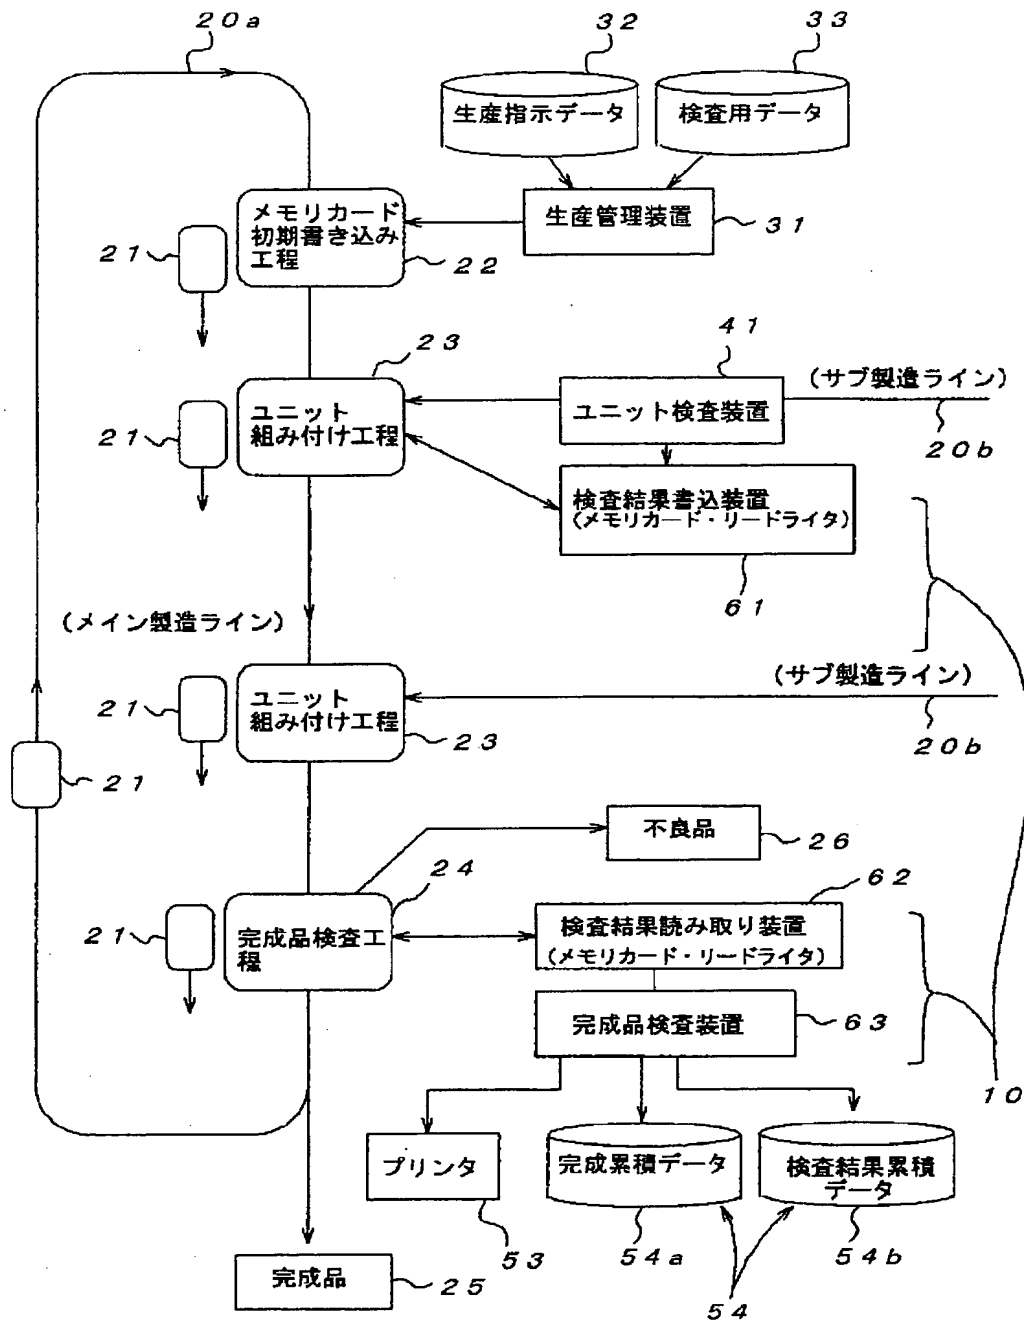 20a
32
33
生産指示データ
検査用データ
メモリカード
初期書き込み
工程
21
22
生産管理装置
31
23
41
(サブ製造ライン)
ユニット
組み付け工程
21
ユニット検査装置
20b
検査結果書込装置
(メモリカード・リードライタ)
61
(メイン製造ライン)
(サブ製造ライン)
ユニット
組み付け工程
21
23
20b
21
不良品
26
24
62
21
完成品検査工
程
検査結果読み取り装置
(メモリカード・リードライタ)
完成品検査装置
63
10
プリンタ
53
完成累積データ
54a
検査結果累積
データ
54b
54
完成品
25